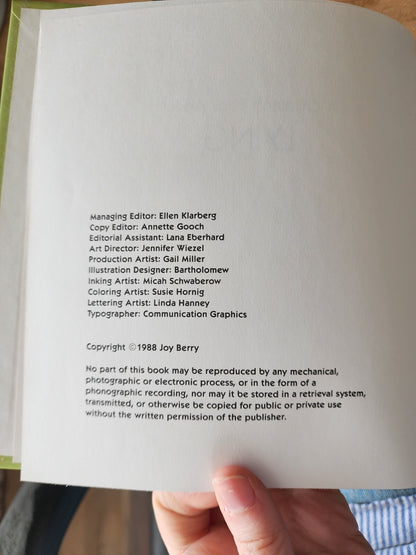 Managing Editor: Ellen Klarberg
Copy Editor: Annette Gooch
Editorial Assistant: Lana Eberhard
Art Director: Jennifer Wiezel
Production Artist: Gail Miller
Illustration Designer: Bartholomew
Inking Artist: Micah Schwaberow
Coloring Artist: Susie Hornig
Lettering Artist: Linda Hanney
Typographer: Communication Graphics
Copyright ©1988 Joy Berry
No part of this book may be reproduced by any mechanical,
photographic or electronic process, or in the form of a
phonographic recording, nor may it be stored in a retrieval system,
transmitted, or otherwise be copied for public or private use
without the written permission of the publisher.